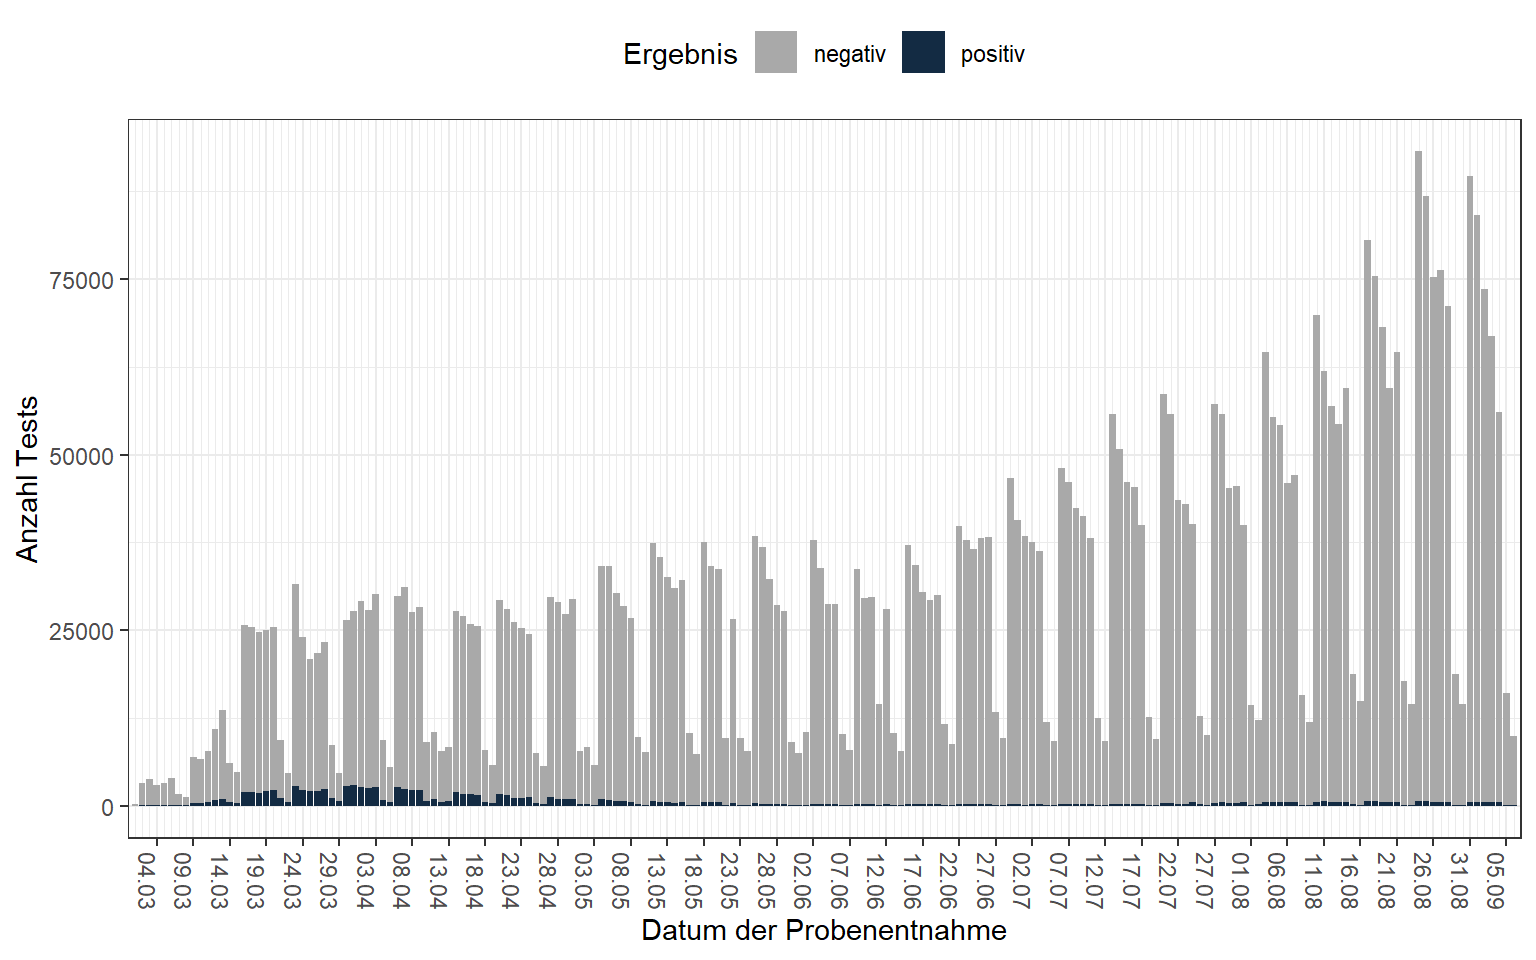 Ergebnis negativ positiv
Anzahl Tests
75000
50000
25000
0
04.03 09.03 14.03 19.03 24.03 29.03 03.04 08.04 13.04 18.04 23.04 28.04 03.05 08.05 13.05 18.05 23.05 28.05 02.06 07.06 12.06 17.06 22.06 27.06 02.07 07.07 12.07 17.07 22.07 27.07 01.08 06.08 11.08 16.08 21.08 26.08 31.08 05.09
Datum der Probenentnahme